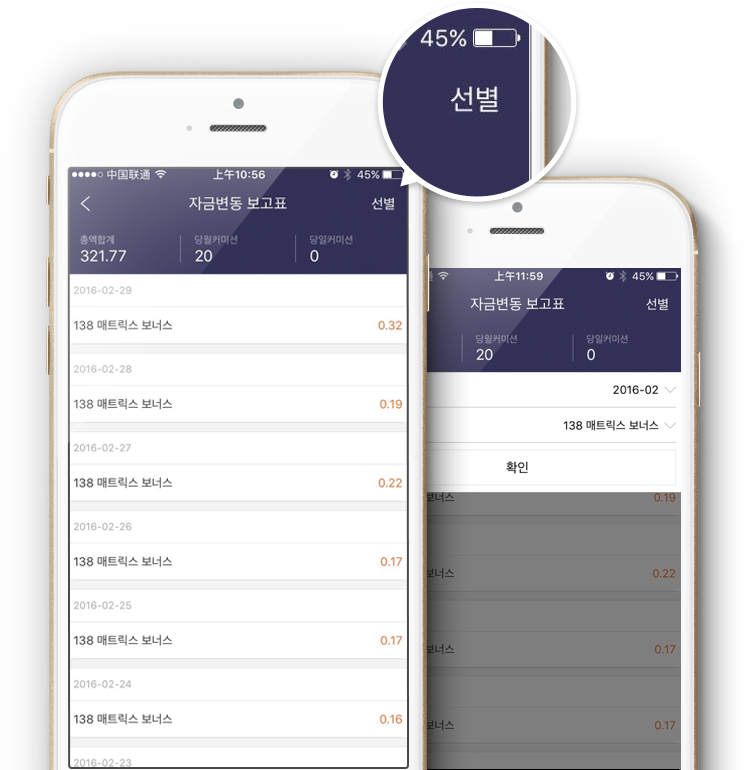 45%
선별
中国联通
上午10:56
45%
자금변동 보고표
선별
총액합계
당월커미션
당일커미션
321.77
20
0
2016-02-29
138 매트릭스 보너스
0.32
2016-02-28
138 매트릭스 보너스
0.19
2016-02-27
138 매트릭스 보너스
0.22
2016-02-26
138 매트릭스 보너스
0.17
2016-02-25
138 매트릭스 보너스
0.17
2016-02-24
138 매트릭스 보너스
0.16
2016-02-23
上午11:59
45%
자금변동 보고표
선별
당월커미션
당일커미션
20
0
2016-02
138 매트릭스 보너스
확인
보너스
0.19
보너스
0.22
보너스
0.17
보너스
0.17